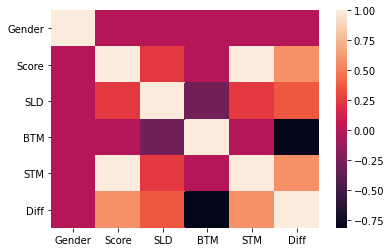 Gender
Score
SLD
BTM
STM
Diff
Gender Score SLD BTM STM Diff
1.00
0.75
0.50
0.25
0.00
−0.25
−0.50
−0.75